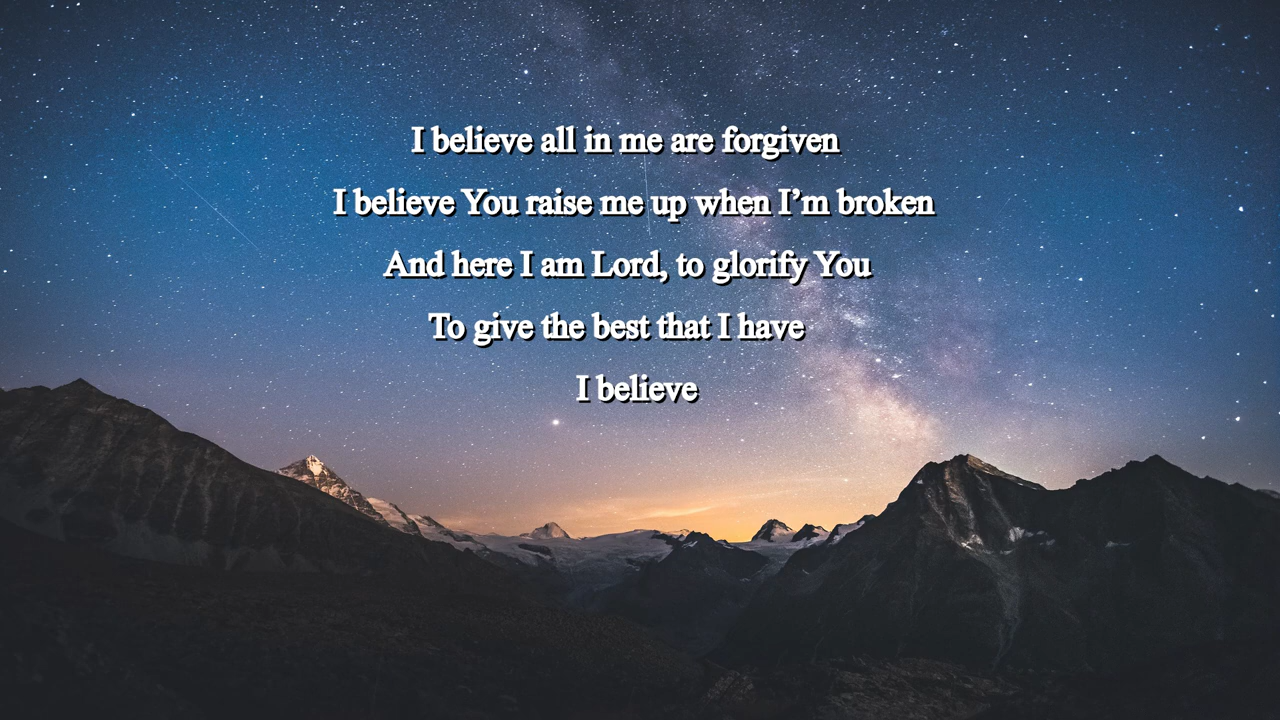 I believe all in me are forgiven
I believe You raise me up when I’m broken
And here I am Lord, to glorify You
To give the best that I have
I believe